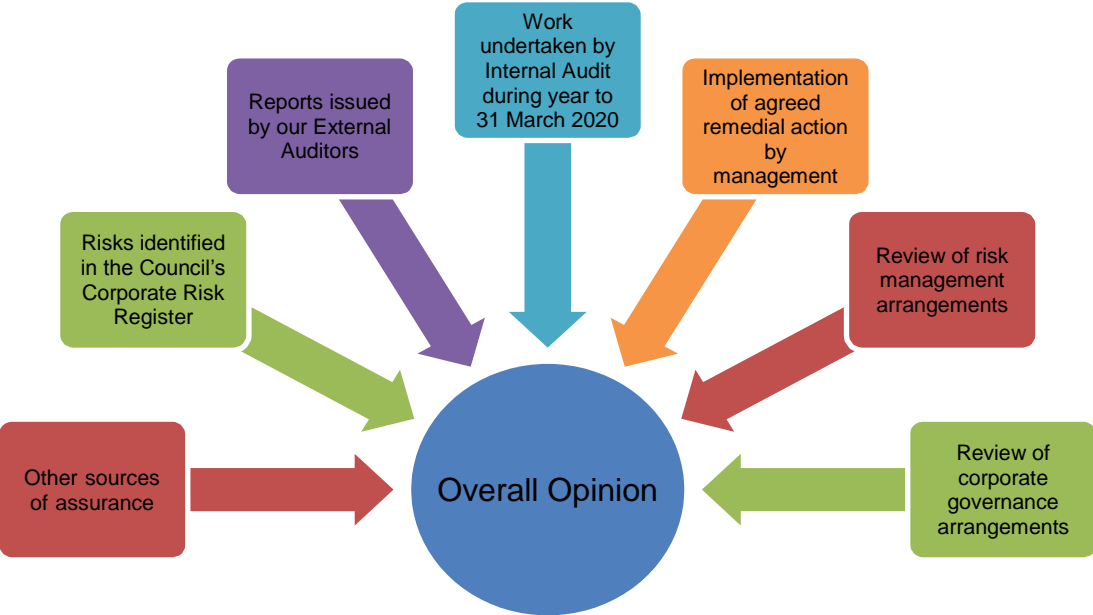 Work
undertaken by
Internal Audit
during year to
31 March 2020
Reports issued
by our External
Auditors
Implementation
of agreed
remedial action
by
management
Risks identified
in the Council's
Corporate Risk
Register
Review of risk
management
arrangements
Other sources
of assurance
Overall Opinion
Review of
corporate
governance
arrangements